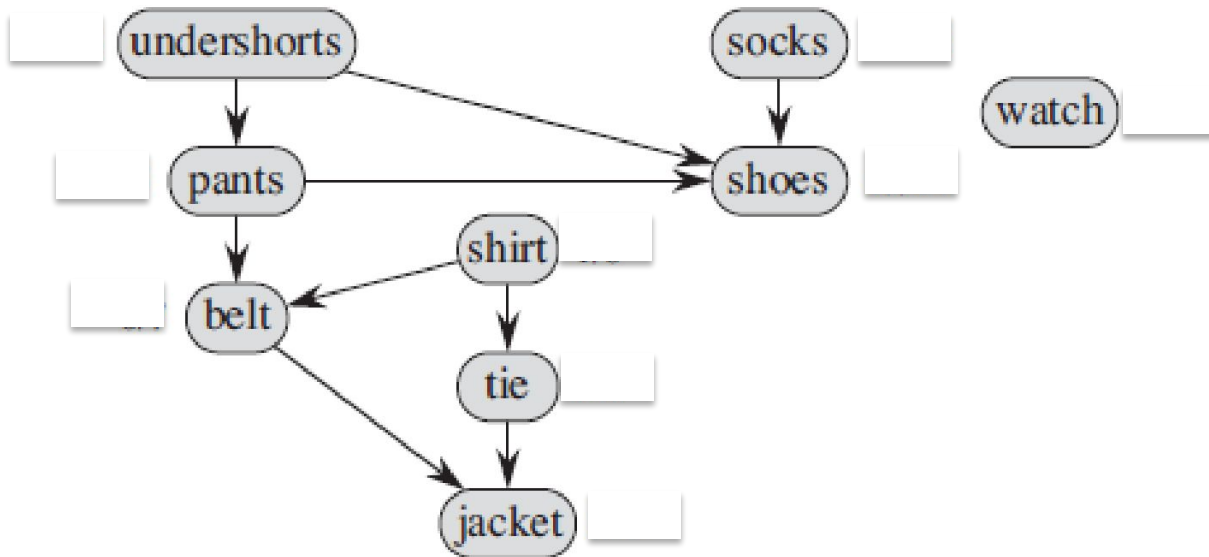 undershorts
socks
watch
pants
shoes
shirt
belt
tie
jacket